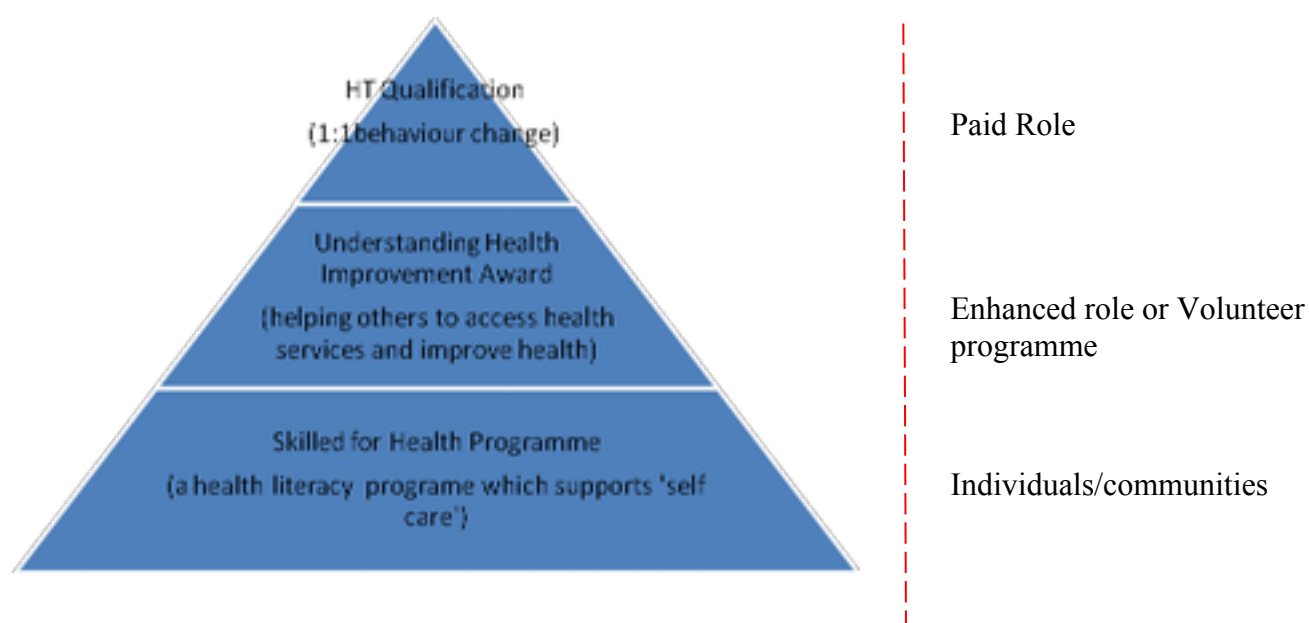 HT Qualification
(1:1behaviour change)
Paid Role
Understanding Health
Improvement Award
(helping others to access health
services and improve health)
Enhanced role or Volunteer
programme
Skilled for Health Programme
(a health literacy programe which supports 'self
care')
Individuals/communities